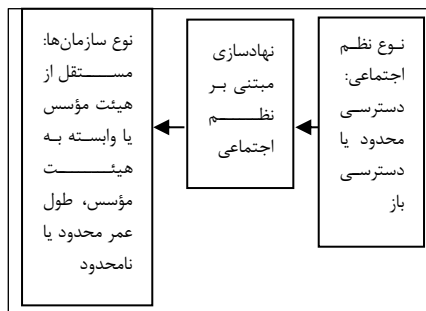 نوع نظم
اجتماعی:
دسترسی
محدود یا
دسترسی
باز
نهادسازی
مبتنی بر
نظم
اجتماعی
نوع سازمان‌ها:
مستقل از
هیئت مؤسس
یا وابسته به
هیئت
مؤسس، طول
عمر محدود یا
نامحدود